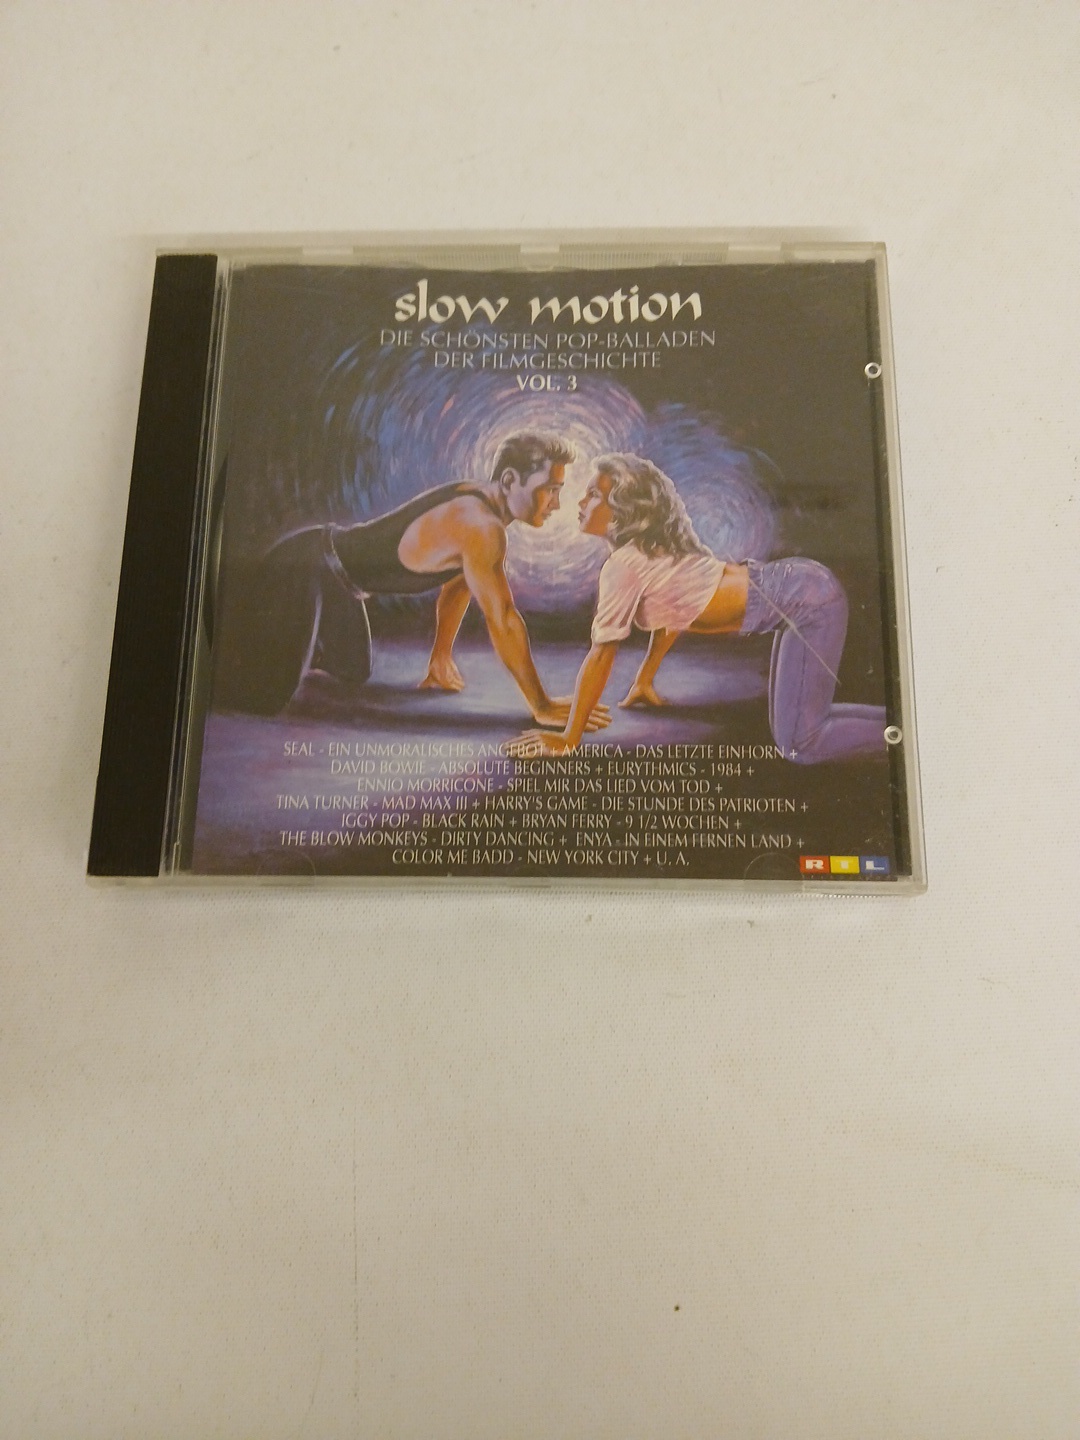 slow motion
DIE SCHÖNSTEN POP-BALLADEN
DER FILMGESCHICHTE
VOL. 3
SEAL - EIN UNMORALISCHES ANGEBOT + AMERICA - DAS LETZTE EINHORN +
DAVID BOWIE - ABSOLUTE BEGINNERS + EURYTHMICS - 1984 +
ENNIO MORRICONE - SPIEL MIR DAS LIED VOM TOD +
TINA TURNER - MAD MAX III + HARRY'S GAME - DIE STUNDE DES PATRIOTEN +
IGGY POP - BLACK RAIN + BRYAN FERRY - 9 1/2 WOCHEN +
THE BLOW MONKEYS - DIRTY DANCING + ENYA - IN EINEM FERNEN LAND +
COLOR ME BADD - NEW YORK CITY + U. A.
RTL